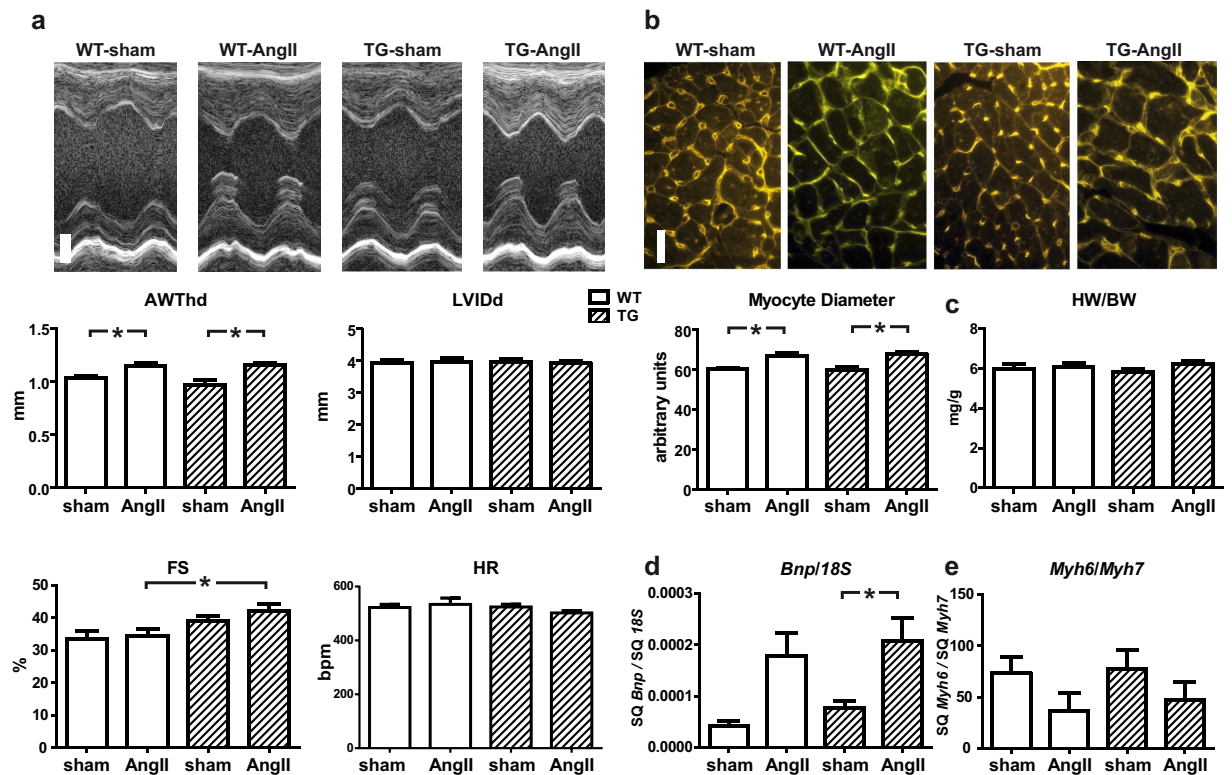 a
WT-sham WT-AngII TG-sham TG-AngII
b
WT-sham WT-AngII TG-sham TG-AngII
AWThd
mm
1.5
1.0
0.5
0.0
sham AngII sham AngII
* *
LVIDd
mm
5
4
3
2
1
0
sham AngII sham AngII
WT
TG
Myocyte Diameter
arbitrary units
80
60
40
20
0
sham AngII sham AngII
* *
c
HW/BW
mg/g
8
6
4
2
0
sham AngII sham AngII
FS
%
50
40
30
20
10
0
sham AngII sham AngII
*
HR
bpm
600
400
200
0
sham AngII sham AngII
d
Bnp/18S
SQ Bnp / SQ 18S
0.0003
0.0002
0.0001
0.0000
sham AngII sham AngII
*
e
Myh6/Myh7
SQ Myh6 / SQ Myh7
150
100
50
0
sham AngII sham AngII